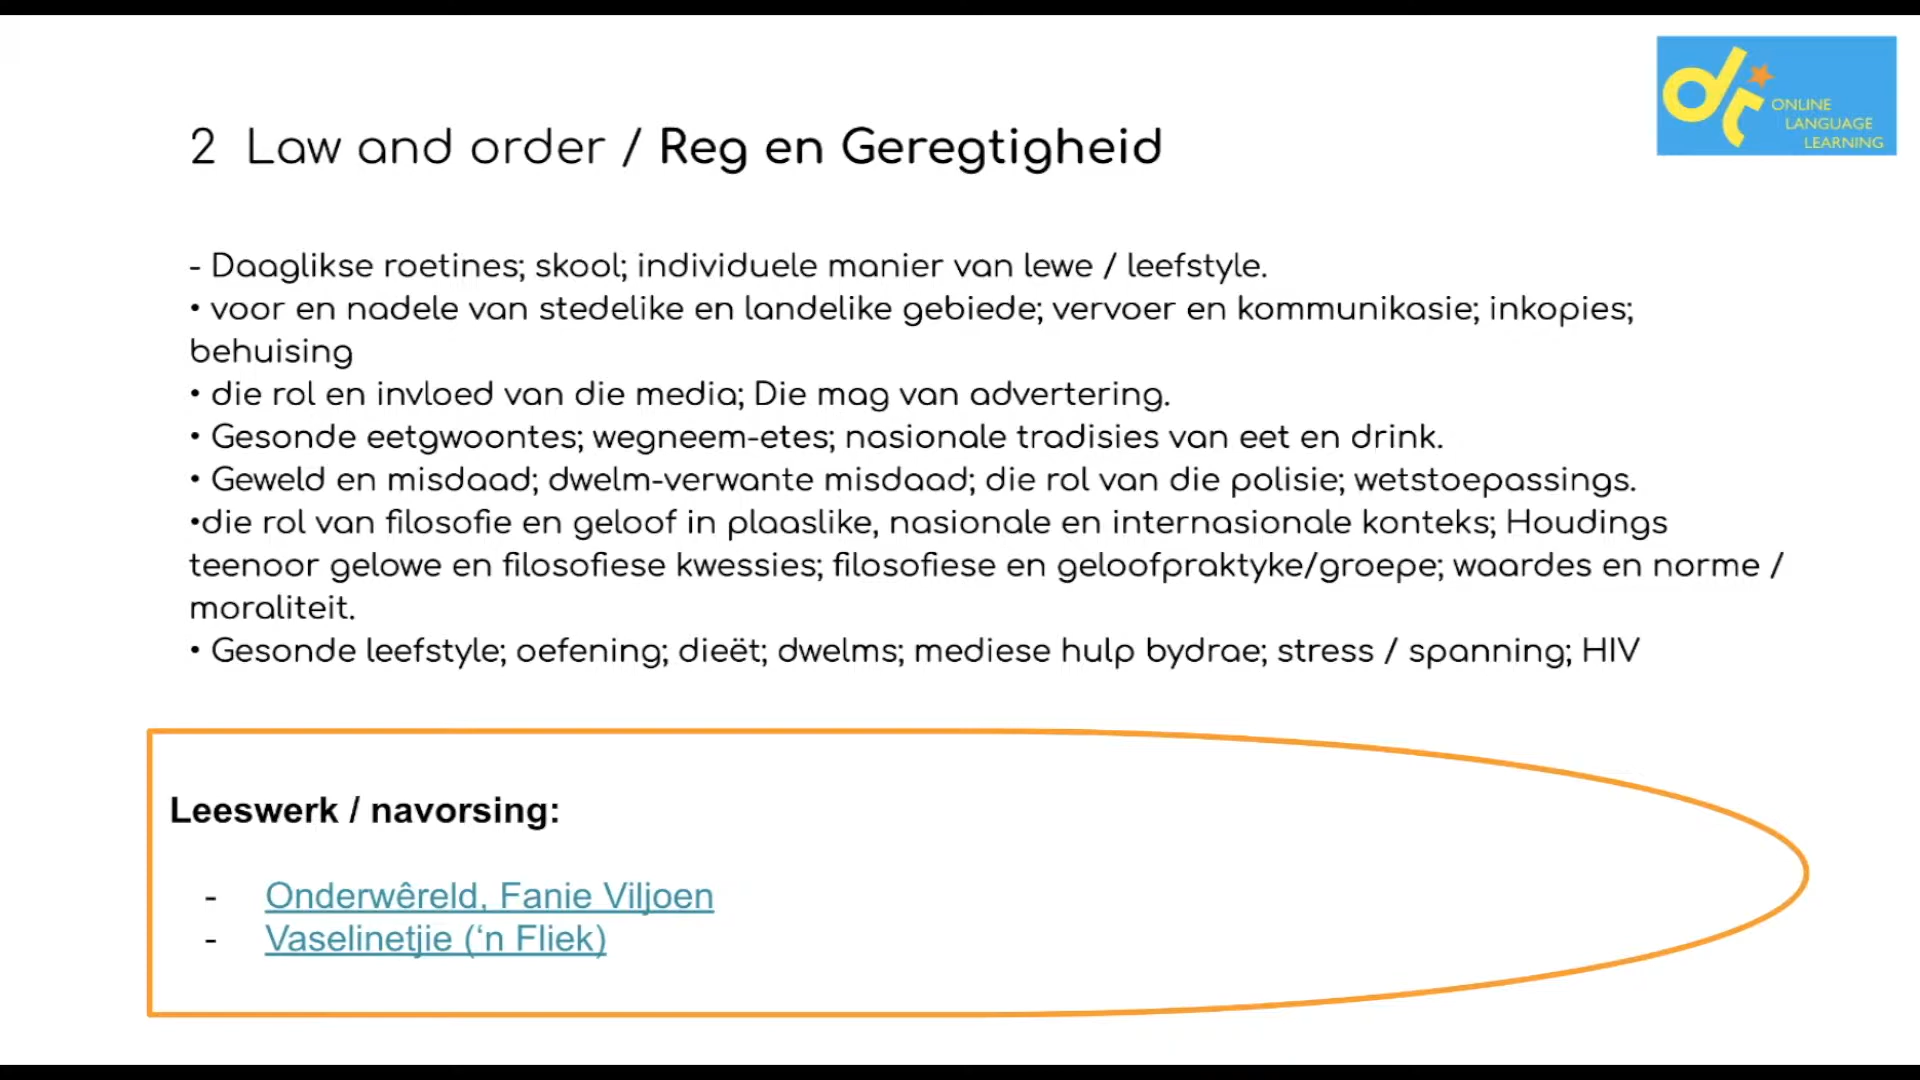 ONLINE
LANGUAGE
LEARNING
2 Law and order / Reg en Geregtigheid
- Daaglikse roetines; skool; individuele manier van lewe / leefstyle.
• voor en nadele van stedelike en landelike gebiede; vervoer en kommunikasie; inkopies;
behuising
• die rol en invloed van die media; Die mag van advertering.
• Gesonde eetgwoontes; wegneem-etes; nasionale tradisies van eet en drink.
• Geweld en misdaad; dwelm-verwante misdaad; die rol van die polisie; wetstoepassings.
•die rol van filosofie en geloof in plaaslike, nasionale en internasionale konteks; Houdings
teenoor gelowe en filosofiese kwessies; filosofiese en geloofpraktyke/groepe; waardes en norme /
moraliteit.
• Gesonde leefstyle; oefening; dieët; dwelms; mediese hulp bydrae; stress / spanning; HIV
Leeswerk / navorsing:
- Onderwêreld, Fanie Viljoen
- Vaselinetjie (‘n Fliek)